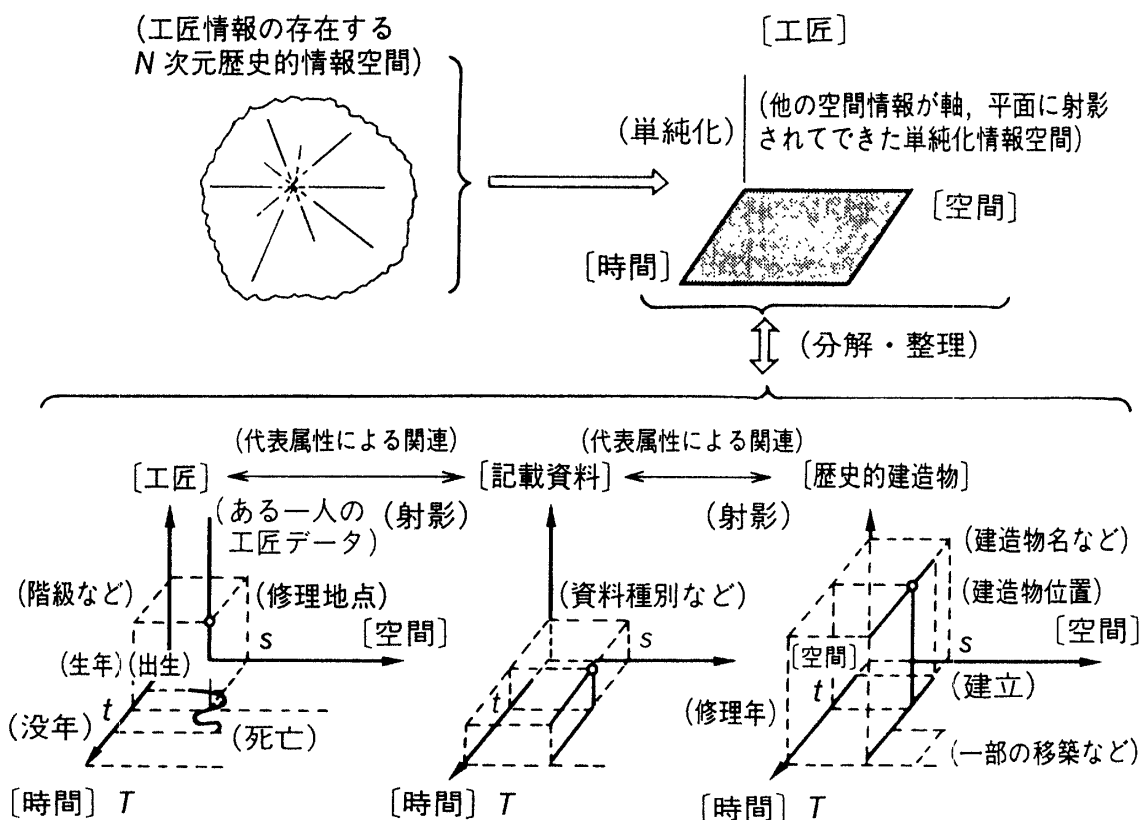 (工匠情報の存在する
N 次元歴史的情報空間)
[工匠]
(単純化)
(他の空間情報が軸，平面に射影
されてできた単純化情報空間)
[空間]
[時間]
(分解・整理)
(代表属性による関連)
(代表属性による関連)
[工匠]
[記載資料]
[歴史的建造物]
(ある一人の
工匠データ)
(射影)
(射影)
(階級など)
(修理地点)
[空間]
s
(生年)
(出生)
t
(没年)
(死亡)
[時間] T
(資料種別など)
s
t
[時間] T
(建造物名など)
(建造物位置)
[空間]
s
[空間]
t
(建立)
(修理年)
(一部の移築など)
[時間] T